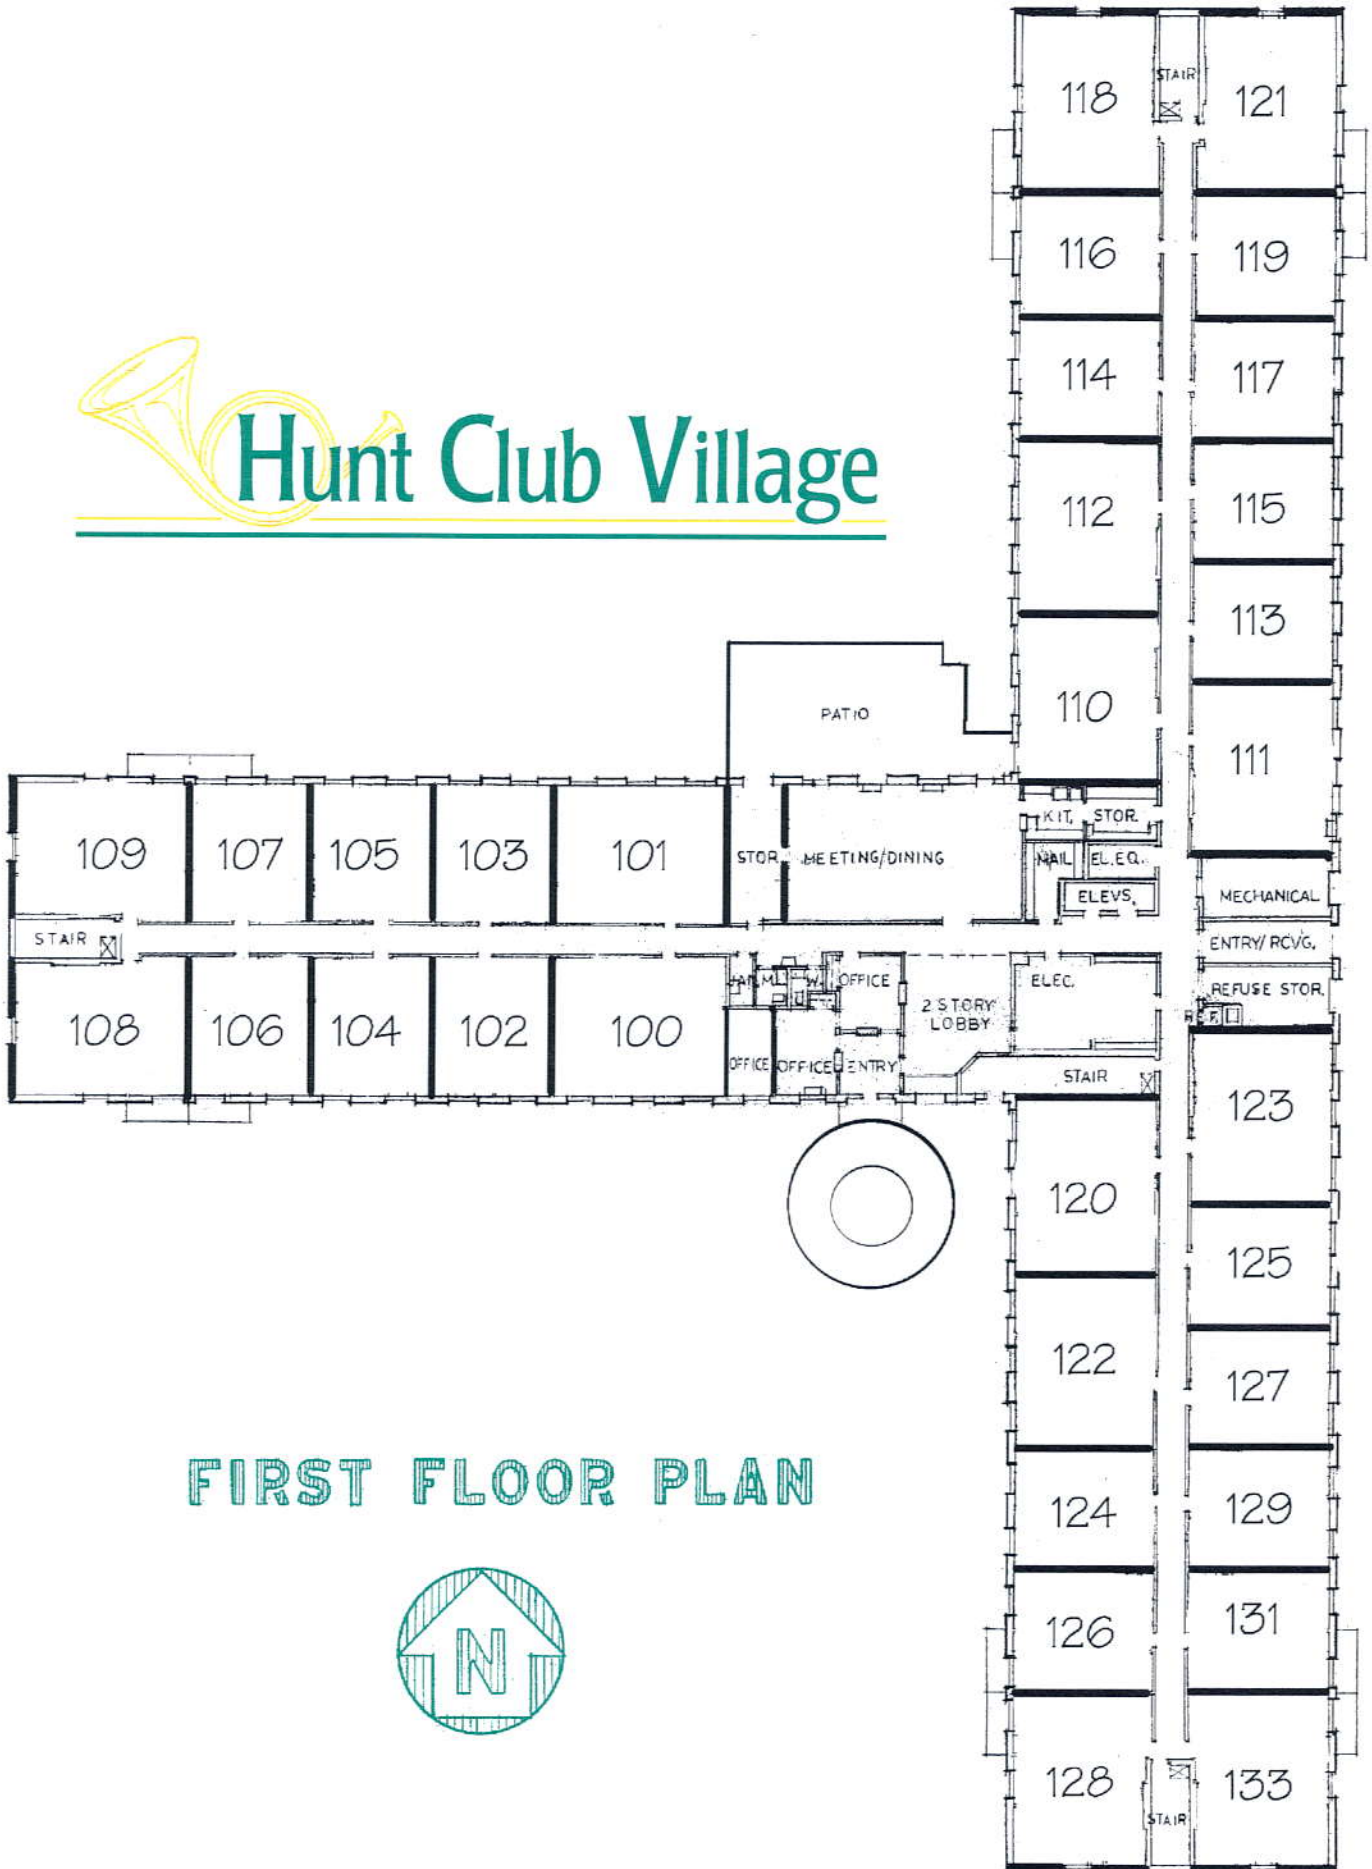 118
STAIR
121
116
119
114
117
Hunt Club Village
112
115
113
110
PATIO
111
109
107
105
103
101
STOR.
MEETING/DINING
KIT.
STOR.
MAIL
EL.EQ.
ELEVS.
MECHANICAL
STAIR
ENTRY/RCVG.
108
106
104
102
100
JAN.
M.
W.
OFFICE
2 STORY
LOBBY
ELEC.
REFUSE STOR.
OFFICE
OFFICE
ENTRY
STAIR
123
120
125
122
127
FIRST FLOOR PLAN
124
129
126
131
N
128
STAIR
133